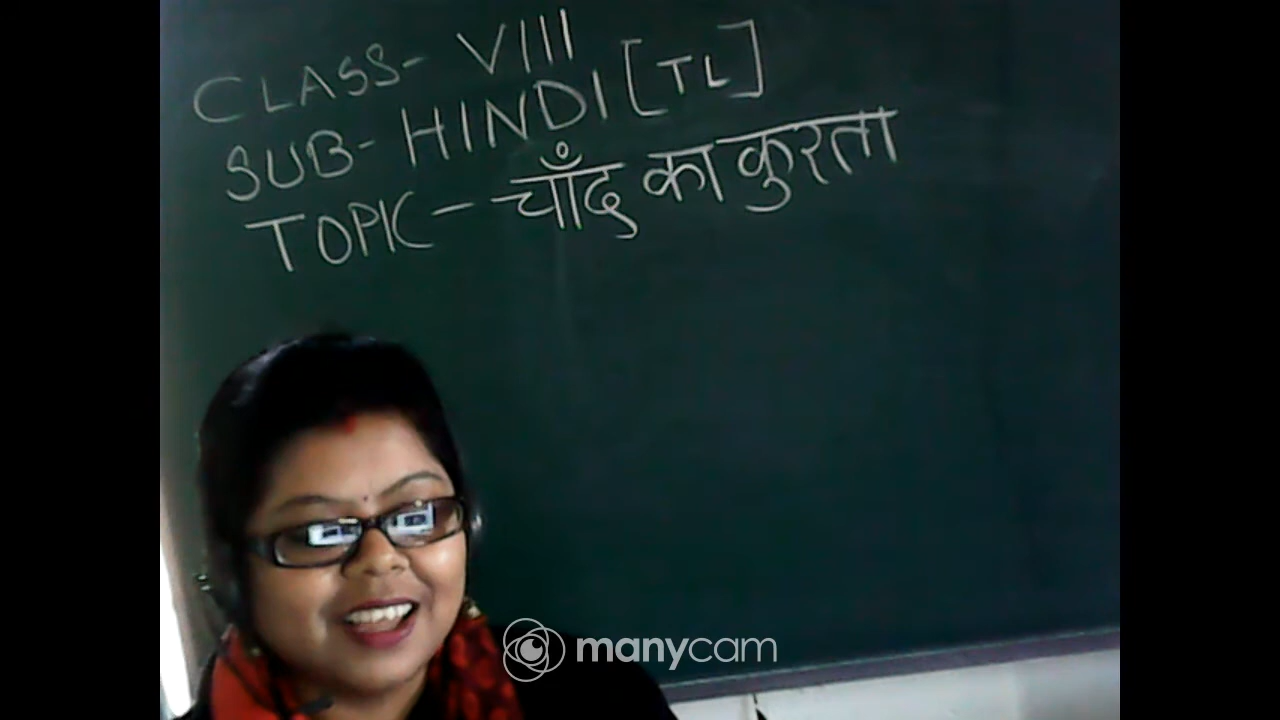 CLASS- VIII
SUB- HINDI [TL]
TOPIC - चाँद का कुरता
manycam